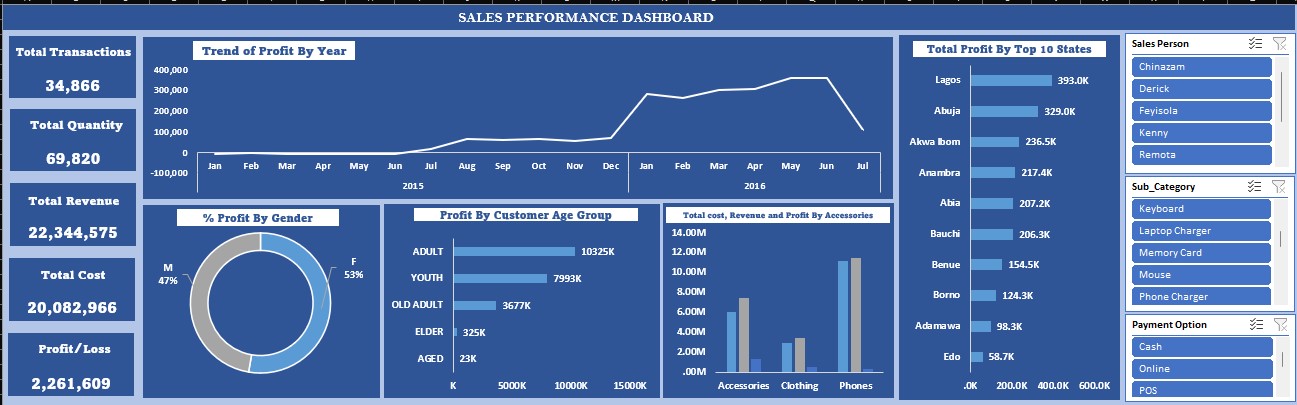 SALES PERFORMANCE DASHBOARD
Total Transactions
34,866
Total Quantity
69,820
Total Revenue
22,344,575
Total Cost
20,082,966
Profit/Loss
2,261,609
Trend of Profit By Year
400,000
300,000
200,000
100,000
0
-100,000
Jan Feb Mar Apr May Jun Jul Aug Sep Oct Nov Dec Jan Feb Mar Apr May Jun Jul
2015 2016
% Profit By Gender
M
47%
F
53%
Profit By Customer Age Group
ADULT 10325K
YOUTH 7993K
OLD ADULT 3677K
ELDER 325K
AGED 23K
K 5000K 10000K 15000K
Total cost, Revenue and Profit By Accessories
14.00M
12.00M
10.00M
8.00M
6.00M
4.00M
2.00M
.00M
Accessories Clothing Phones
Total Profit By Top 10 States
Lagos 393.0K
Abuja 329.0K
Akwa Ibom 236.5K
Anambra 217.4K
Abia 207.2K
Bauchi 206.3K
Benue 154.5K
Borno 124.3K
Adamawa 98.3K
Edo 58.7K
.0K 200.0K 400.0K 600.0K
Sales Person
Chinazam
Derick
Feyisola
Kenny
Remota
Sub_Category
Keyboard
Laptop Charger
Memory Card
Mouse
Phone Charger
Payment Option
Cash
Online
POS